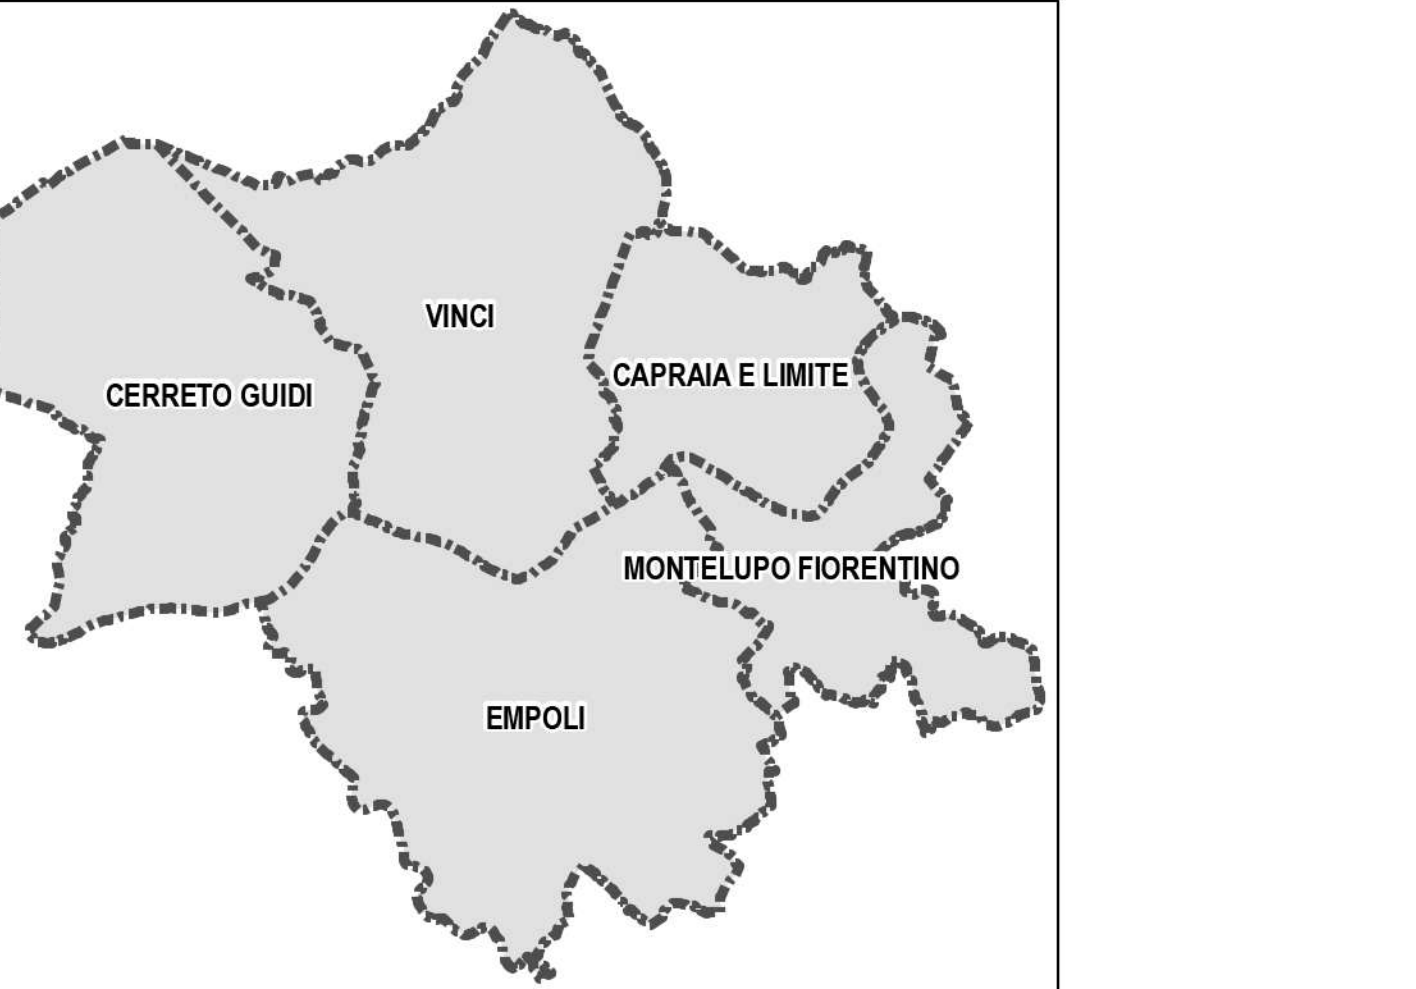 VINCI
CAPRAIA E LIMITE
CERRETO GUIDI
MONTELUPO FIORENTINO
EMPOLI